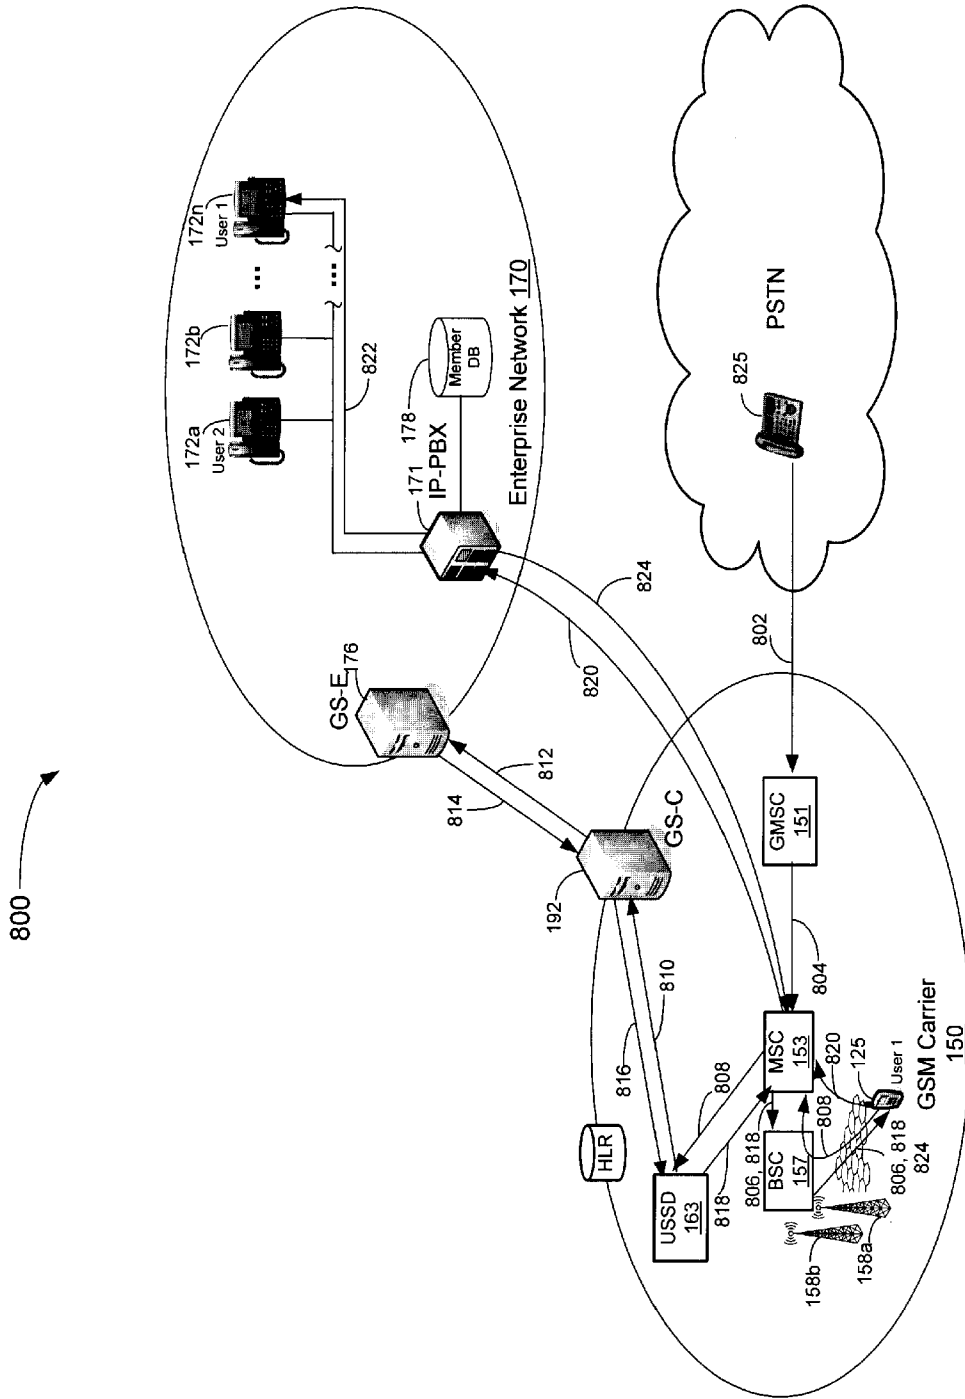 800
172n
User 1
...
172b
172a
User 2
...
822
178
Member
DB
171
IP-PBX
Enterprise Network 170
GS-E
176
814
812
820
824
192
GS-C
816
810
HLR
USSD
163
808
818
806, 818
BSC
157
MSC
153
804
GMSC
151
802
825
PSTN
820
125
User 1
808
806, 818
824
158b
158a
GSM Carrier
150